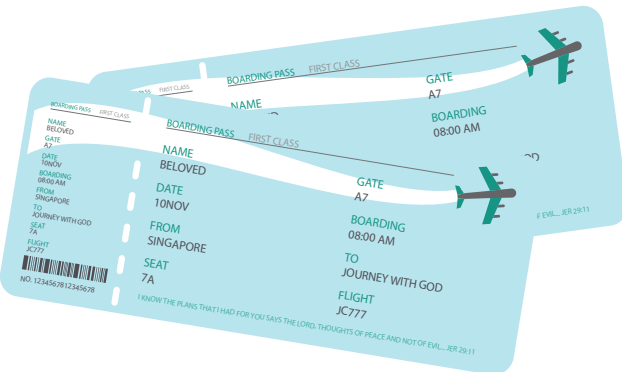 BOARDING PASS FIRST CLASS
NAME
GATE
A7
BOARDING
08:00 AM
F EVIL... JER 29:11
BOARDING PASS FIRST CLASS
NAME
BELOVED
GATE
A7
DATE
10NOV
BOARDING
08:00 AM
FROM
SINGAPORE
TO
JOURNEY WITH GOD
SEAT
7A
FLIGHT
JC777
NO. 1234567812345678
BOARDING PASS FIRST CLASS
NAME
BELOVED
DATE
10NOV
FROM
SINGAPORE
SEAT
7A
GATE
A7
BOARDING
08:00 AM
TO
JOURNEY WITH GOD
FLIGHT
JC777
I KNOW THE PLANS THAT I HAD FOR YOU SAYS THE LORD. THOUGHTS OF PEACE AND NOT OF EVIL... JER 29:11